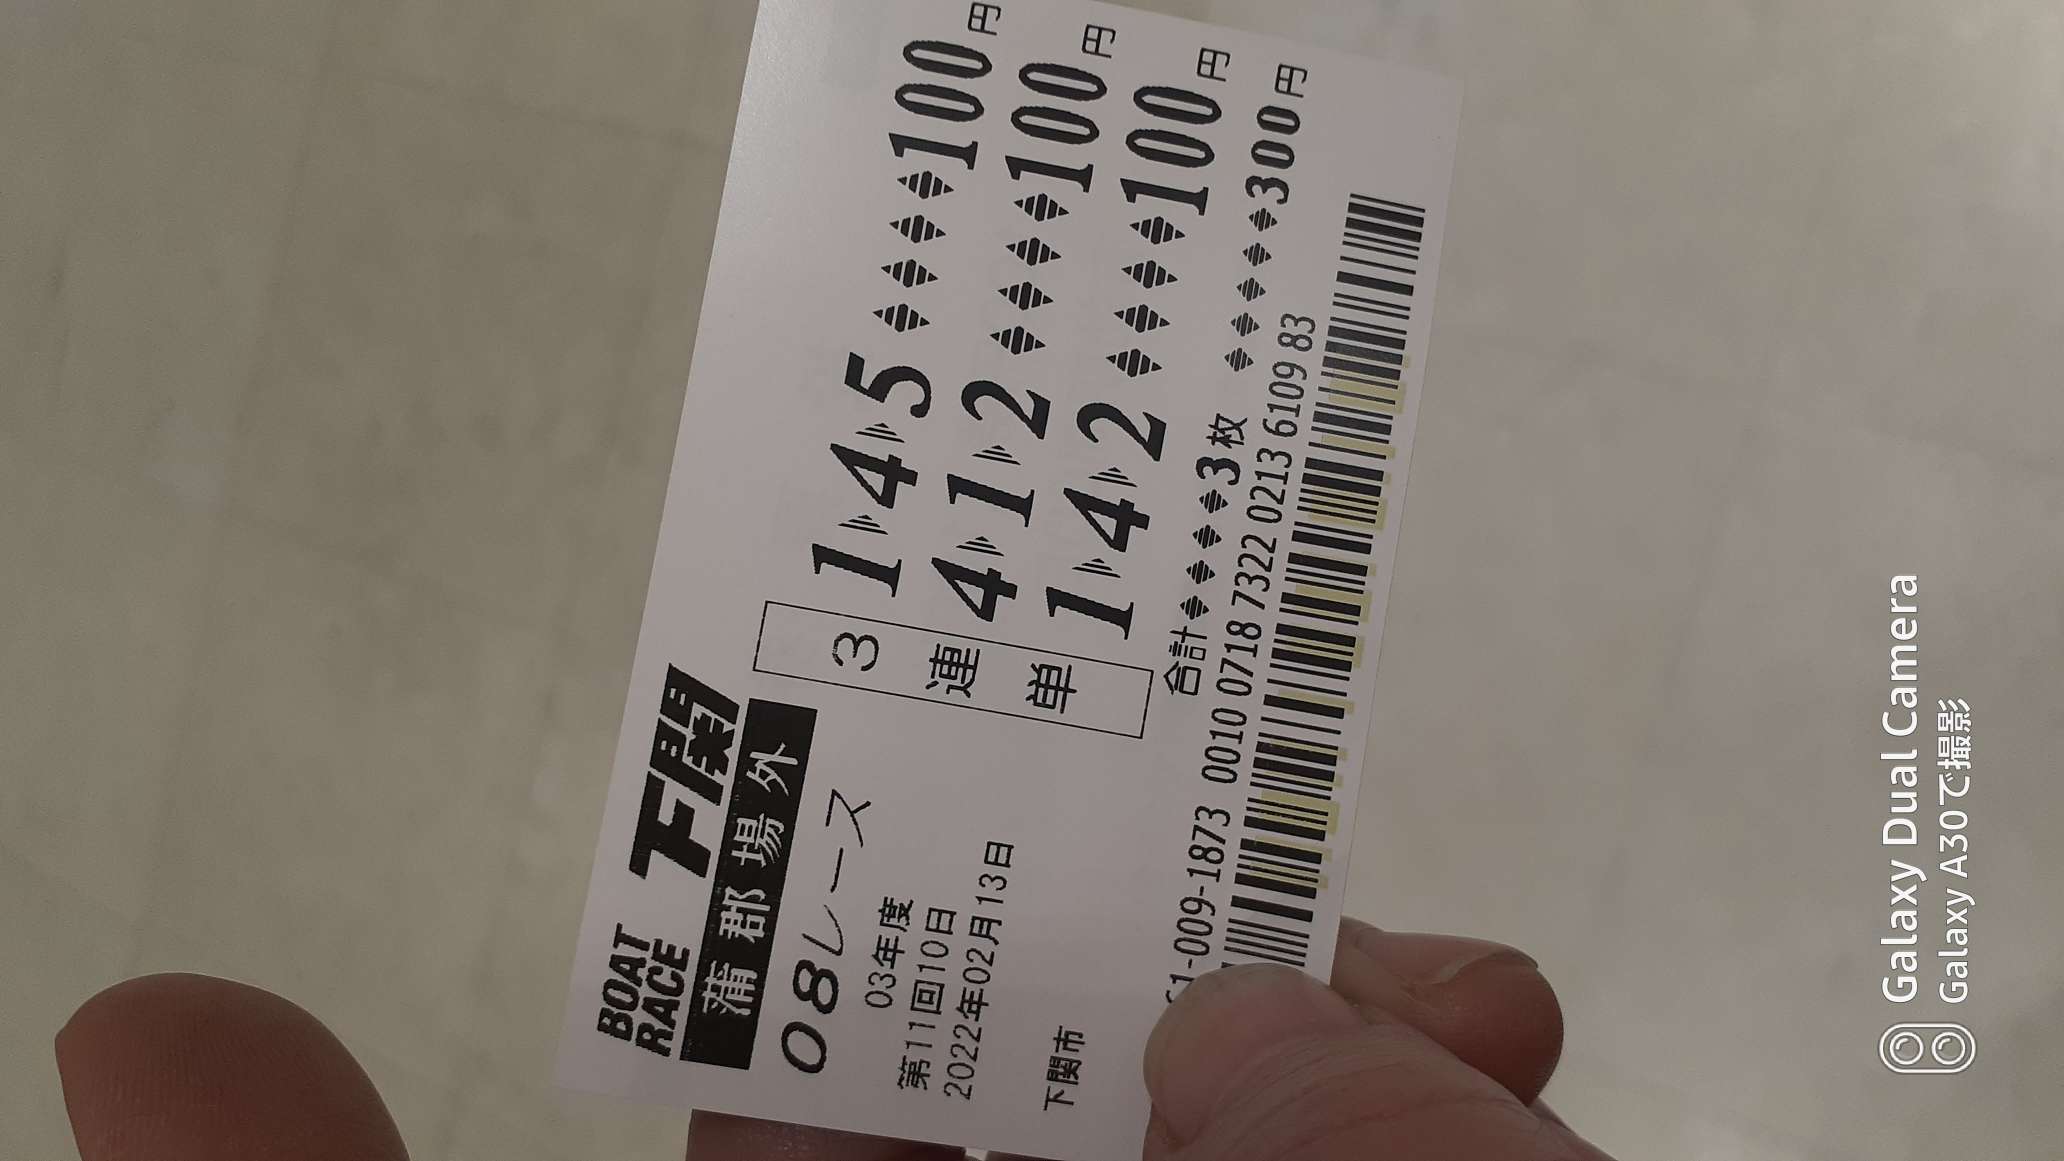 BOAT RACE 下関
蒲郡場外
08レース
03年度
第11回10日
2022年02月13日
下関市
3連単
1▶4▶5 ◆◆◆◆100円
4▶1▶2 ◆◆◆◆100円
1▶4▶2 ◆◆◆◆100円
合計◆◆◆◆3枚 ◆◆◆◆◆300円
1-009-1873 0010 0718 7322 0213 6109 83
Galaxy Dual Camera
Galaxy A30で撮影